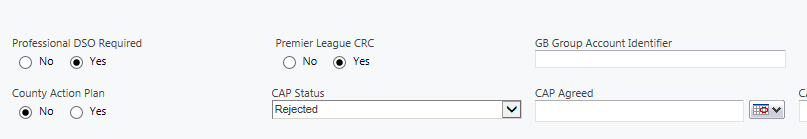 Professional DSO Required Premier League CRC GB Group Account Identifier
No Yes No Yes
County Action Plan CAP Status CAP Agreed
No Yes Rejected